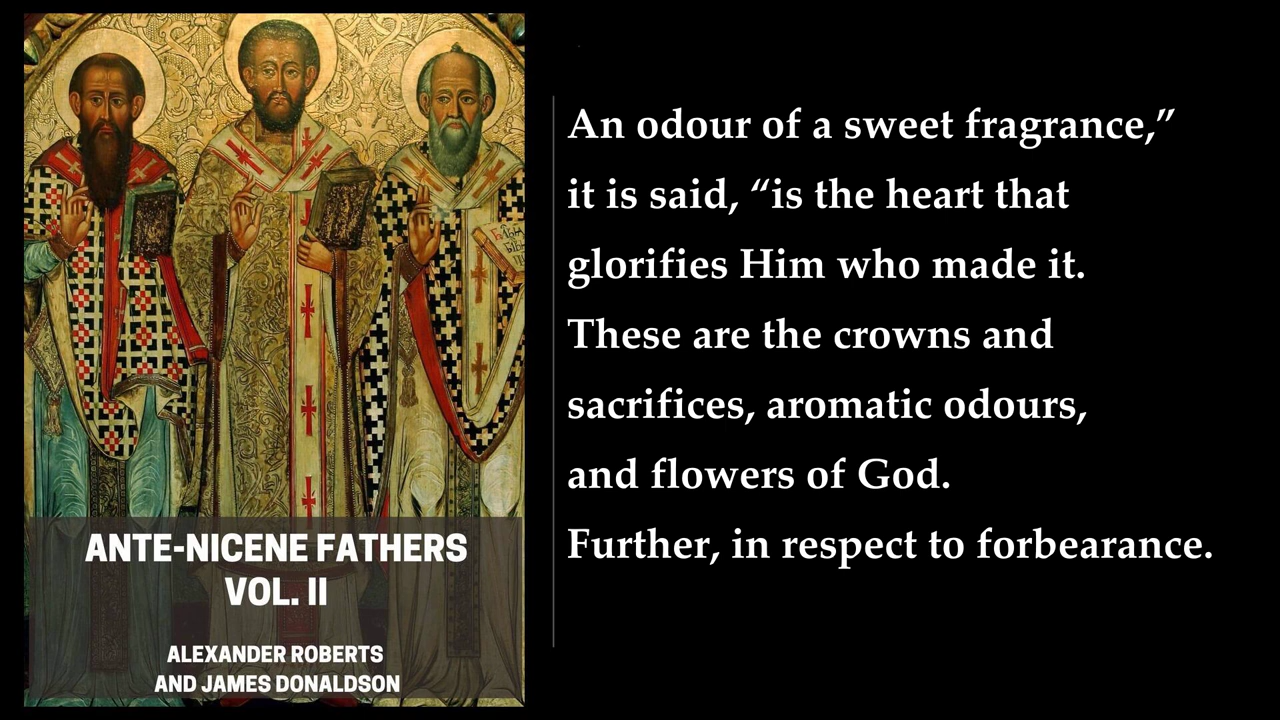 ANTE-NICENE FATHERS
VOL. II
ALEXANDER ROBERTS
AND JAMES DONALDSON
An odour of a sweet fragrance,”
it is said, “is the heart that
glorifies Him who made it.
These are the crowns and
sacrifices, aromatic odours,
and flowers of God.
Further, in respect to forbearance.